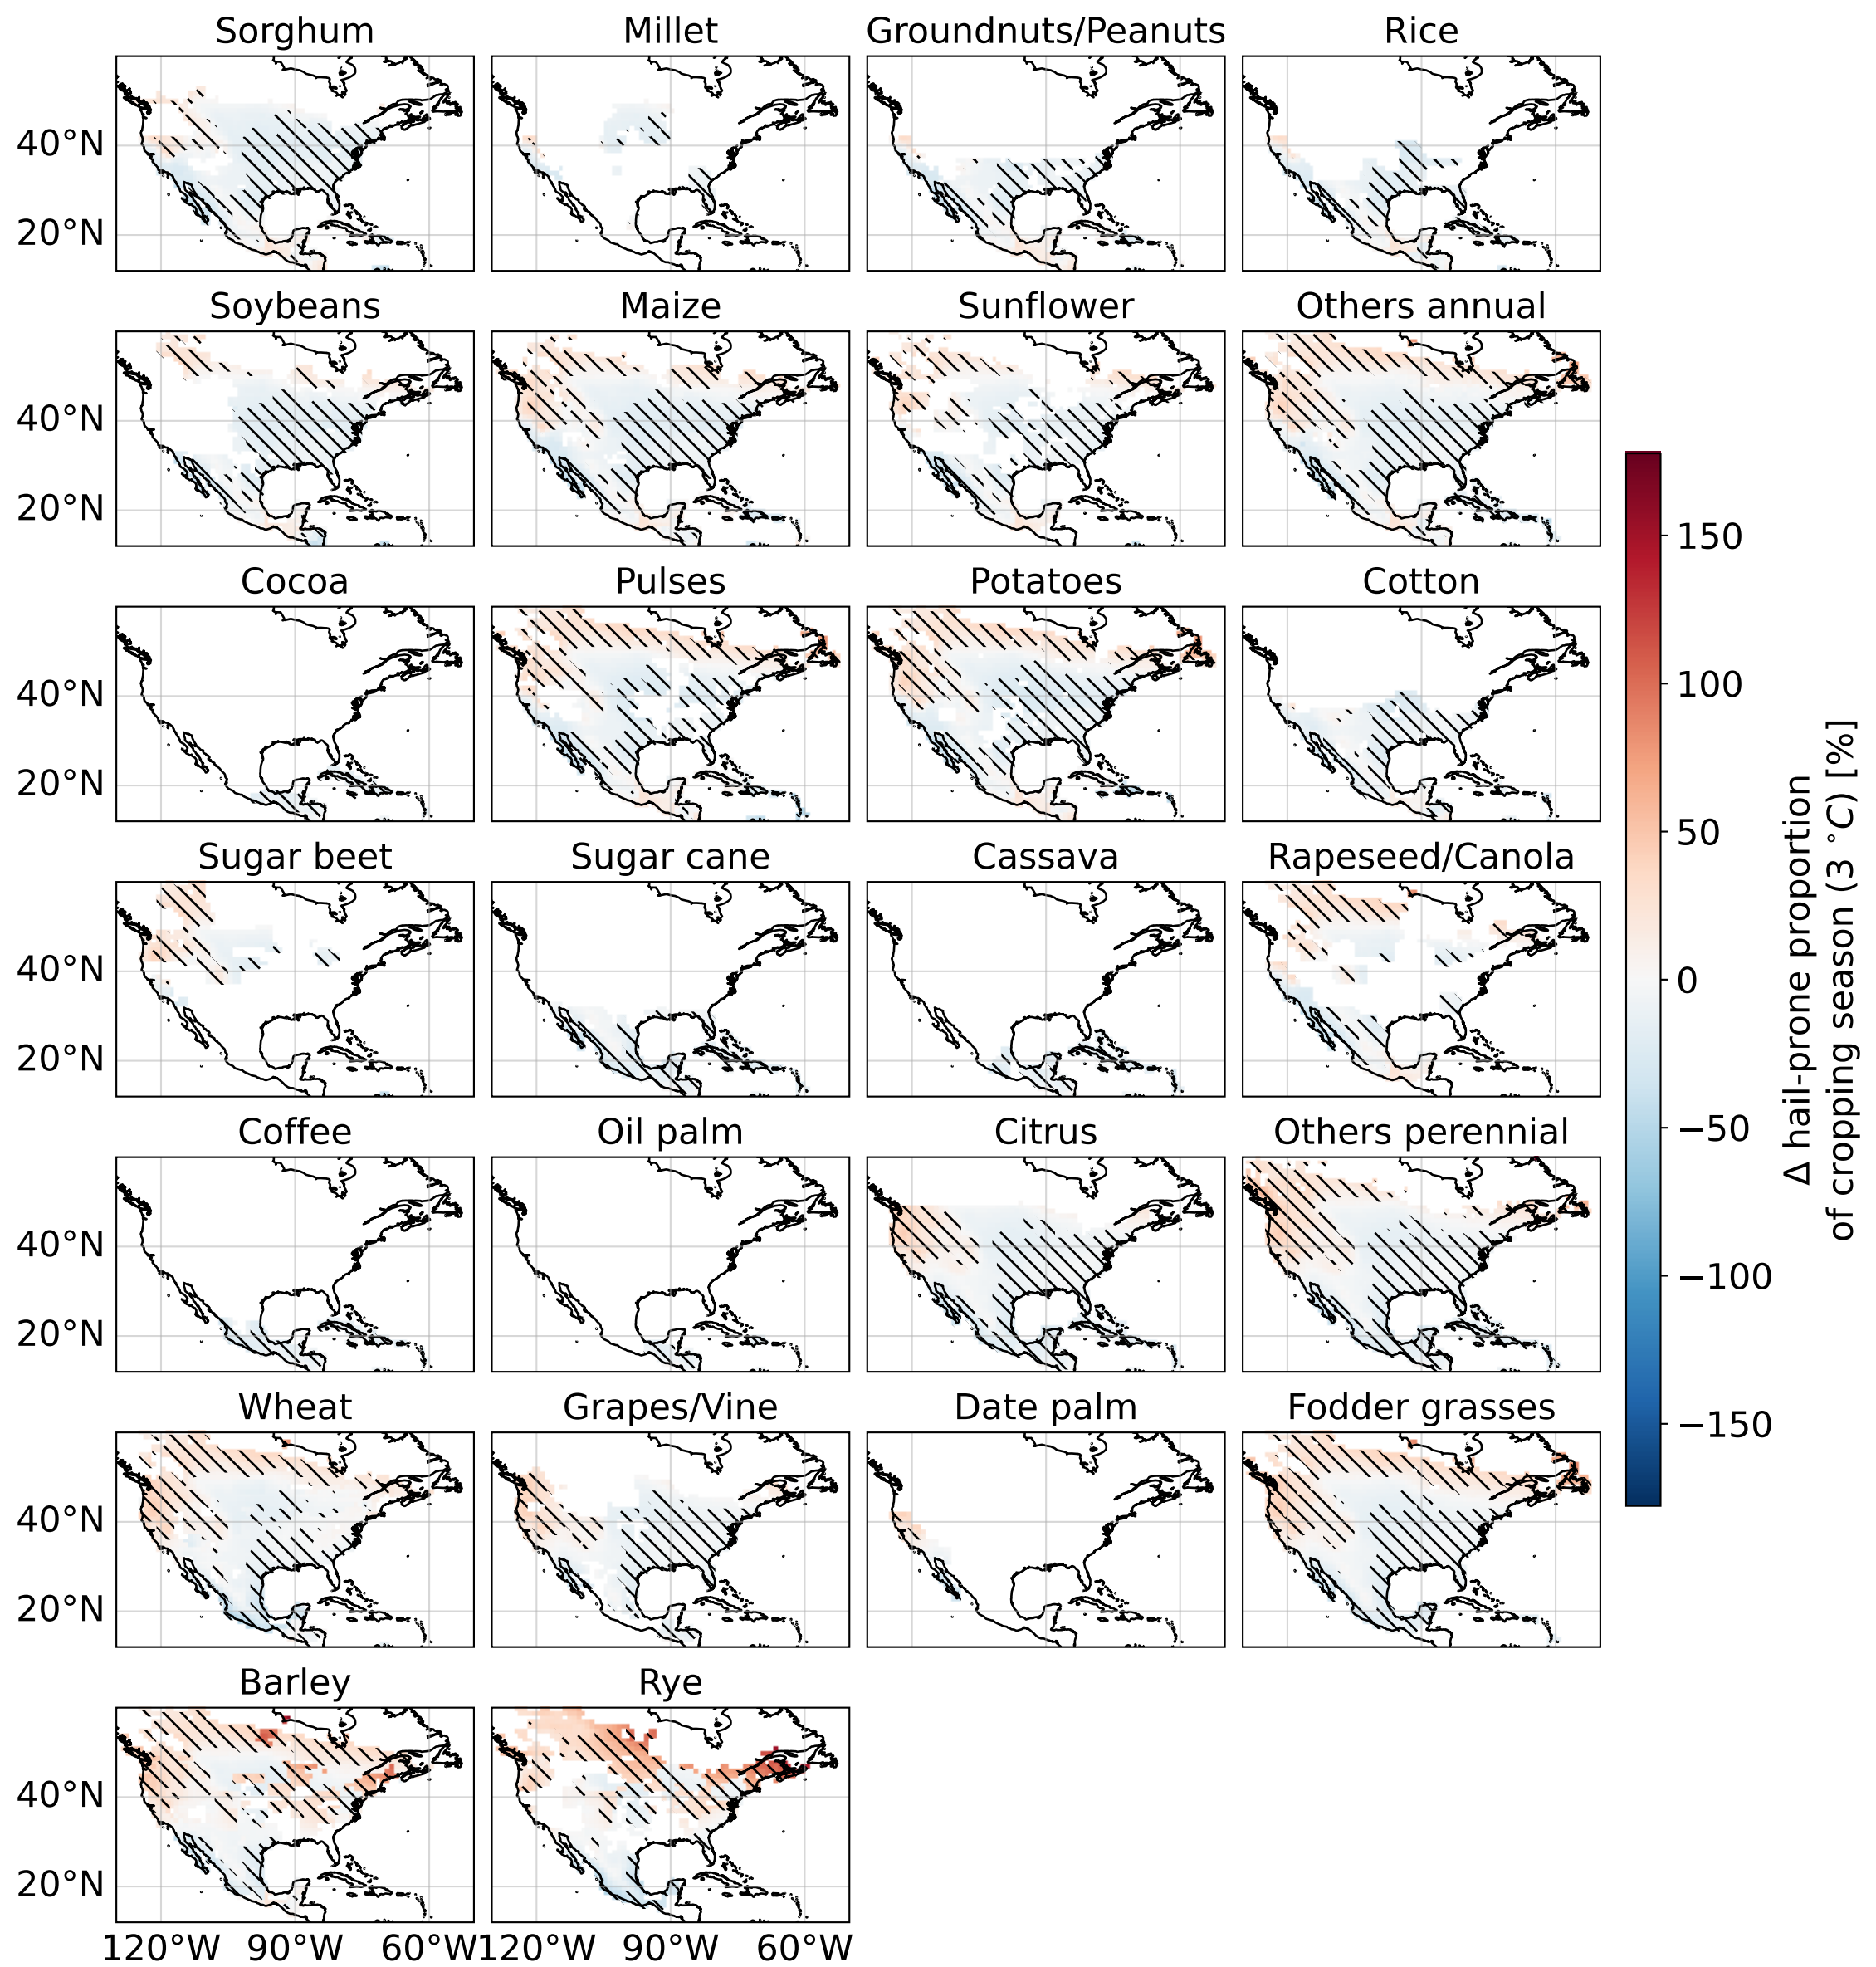 Sorghum Millet Groundnuts/Peanuts Rice
40°N
20°N
Soybeans Maize Sunflower Others annual
40°N
20°N
Cocoa Pulses Potatoes Cotton
40°N
20°N
Sugar beet Sugar cane Cassava Rapeseed/Canola
40°N
20°N
Coffee Oil palm Citrus Others perennial
40°N
20°N
Wheat Grapes/Vine Date palm Fodder grasses
40°N
20°N
Barley Rye
40°N
20°N
120°W 90°W 60°W 120°W 90°W 60°W
150
100
50
0
−50
−100
−150
Δ hail-prone proportion
of cropping season (3 °C) [%]